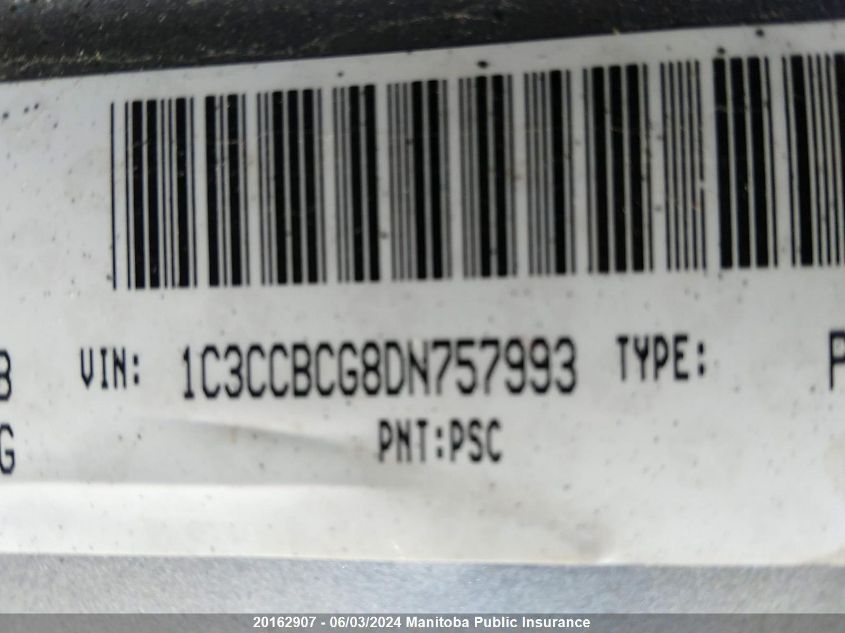 VIN: 1C3CCBCG8DN757993 TYPE: P
B
PNT:PSC
G
20162907 - 06/03/2024 Manitoba Public Insurance